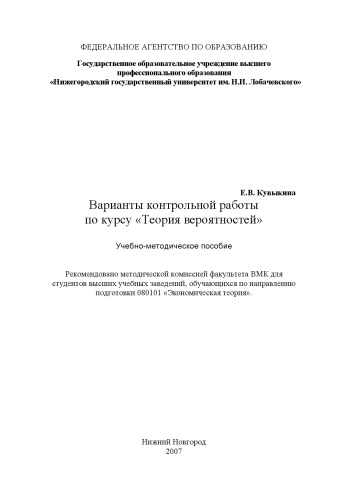 ФЕДЕРАЛЬНОЕ АГЕНТСТВО ПО ОБРАЗОВАНИЮ
Государственное образовательное учреждение высшего
профессионального образования
«Нижегородский государственный университет им. Н.И. Лобачевского»
Е.В. Кувыкина
Варианты контрольной работы
по курсу «Теория вероятностей»
Учебно-методическое пособие
Рекомендовано методической комиссией факультета ВМК для
студентов высших учебных заведений, обучающихся по направлению
подготовки 080101 «Экономическая теория».
Нижний Новгород
2007